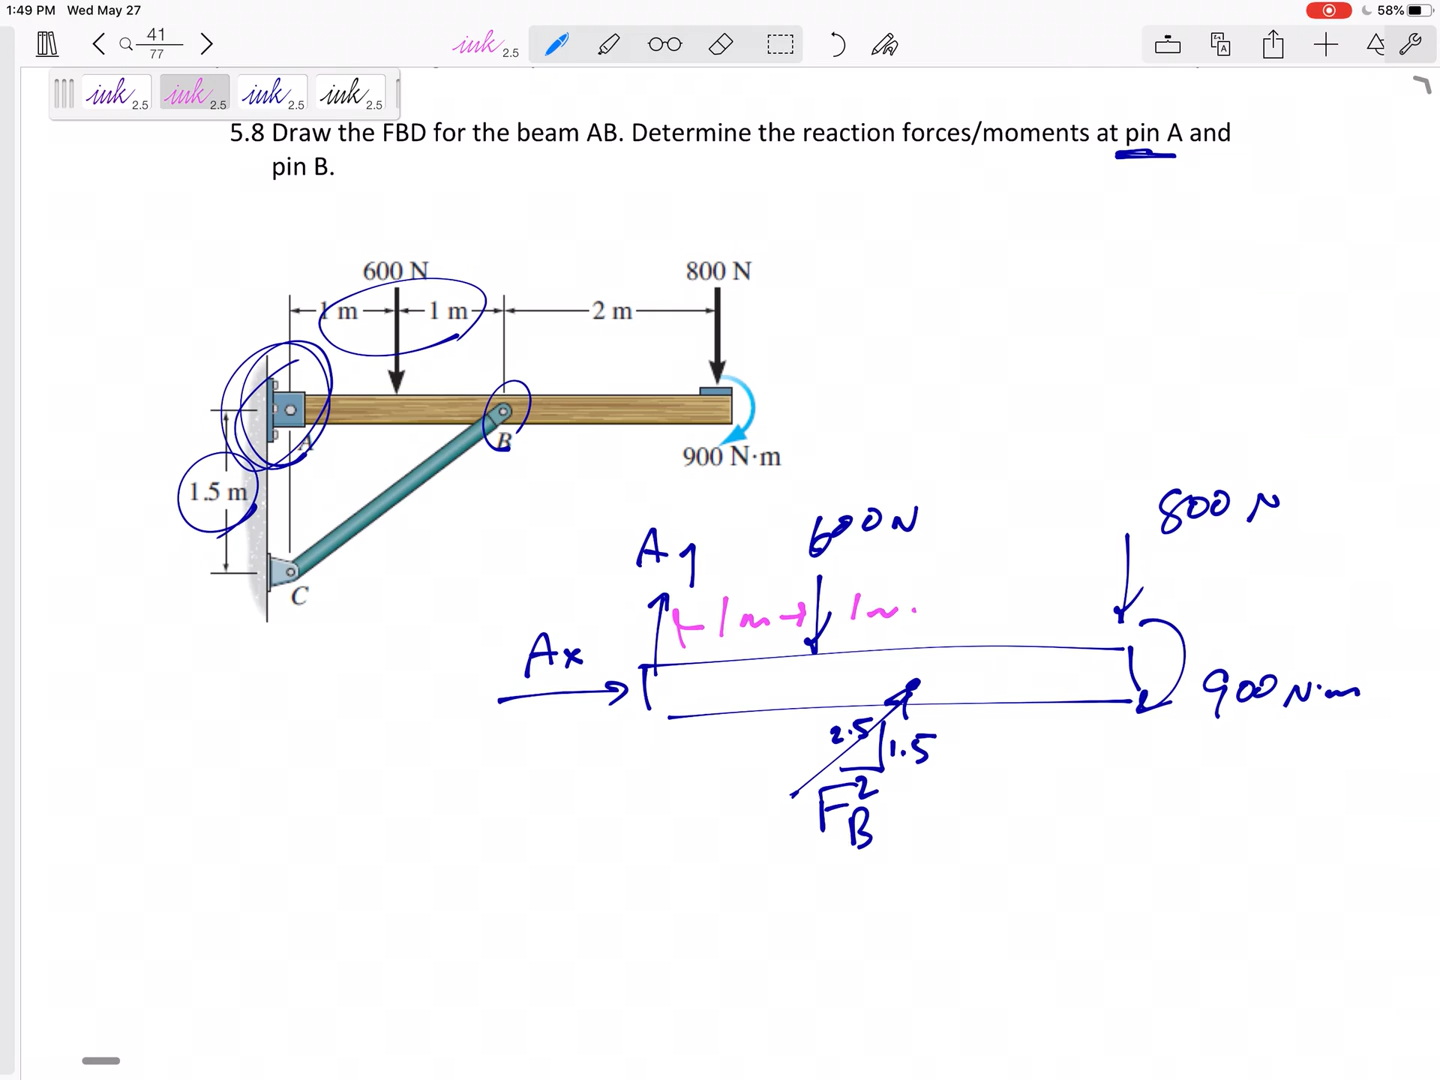 1:49 PM Wed May 27
58%
41
77
ink 2.5
ink 2.5 ink 2.5 ink 2.5 ink 2.5
5.8 Draw the FBD for the beam AB. Determine the reaction forces/moments at pin A and
pin B.
600 N
800 N
1 m
1 m
2 m
A
B
900 N·m
1.5 m
C
800 N
600 N
Ay
1m
1m.
Ax
900 N·m
2.5
1.5
2
FB